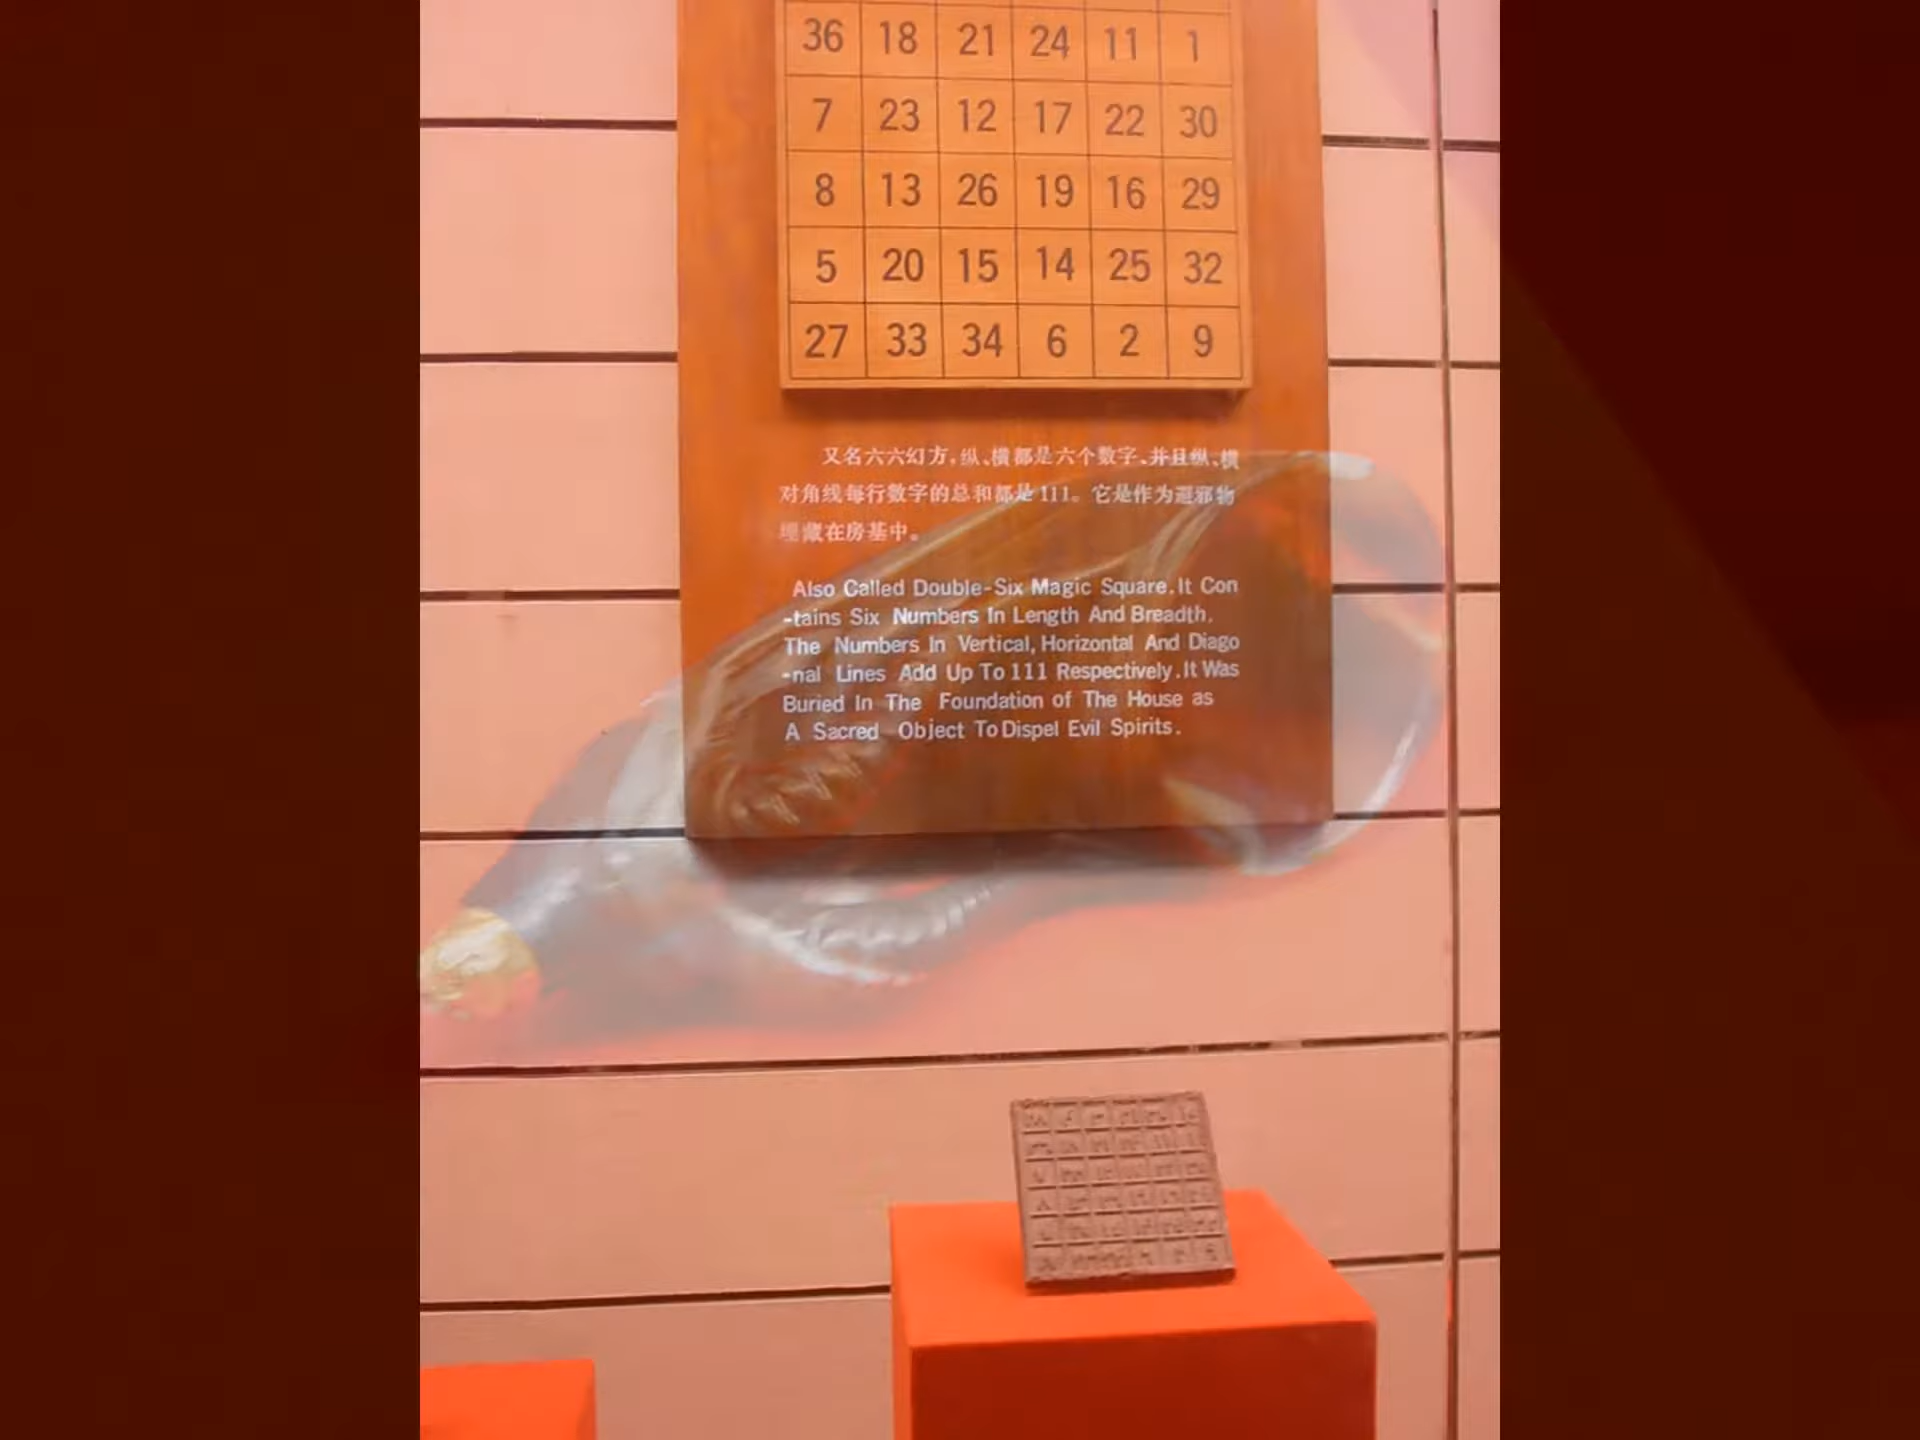 36 18 21 24 11 1
7 23 12 17 22 30
8 13 26 19 16 29
5 20 15 14 25 32
27 33 34 6 2 9
又名六六幻方,纵、横都是六个数字、并且纵、横
对角线每行数字的总和都是111。它是作为避邪物
埋藏在房基中。
Also Called Double-Six Magic Square.It Con
-tains Six Numbers In Length And Breadth.
The Numbers In Vertical,Horizontal And Diago
-nal Lines Add Up To 111 Respectively.It Was
Buried In The Foundation of The House as
A Sacred Object To Dispel Evil Spirits.